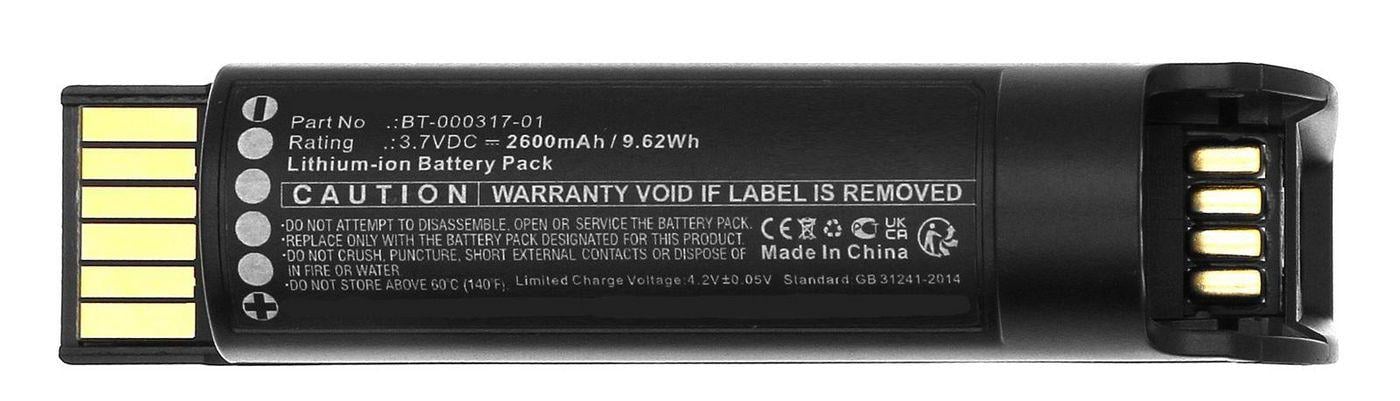 Part No .:BT-000317-01
Rating .:3.7VDC ⎓ 2600mAh / 9.62Wh
Lithium-ion Battery Pack
CAUTION WARRANTY VOID IF LABEL IS REMOVED
·DO NOT ATTEMPT TO DISASSEMBLE, OPEN OR SERVICE THE BATTERY PACK.
·REPLACE ONLY WITH THE BATTERY PACK DESIGNATED FOR THIS PRODUCT.
·DO NOT CRUSH, PUNCTURE, SHORT EXTERNAL CONTACTS OR DISPOSE OF
IN FIRE OR WATER
·DO NOT STORE ABOVE 60°C (140°F).
CE UK CA
Made In China
Limited Charge Voltage:4.2V±0.05V Standard:GB 31241-2014